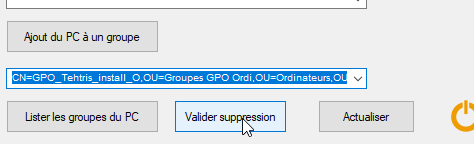 Ajout du PC à un groupe
CN=GPO_Tehtris_install_O,OU=Groupes GPO Ordi,OU=Ordinateurs,OU
Lister les groupes du PC Valider suppression Actualiser